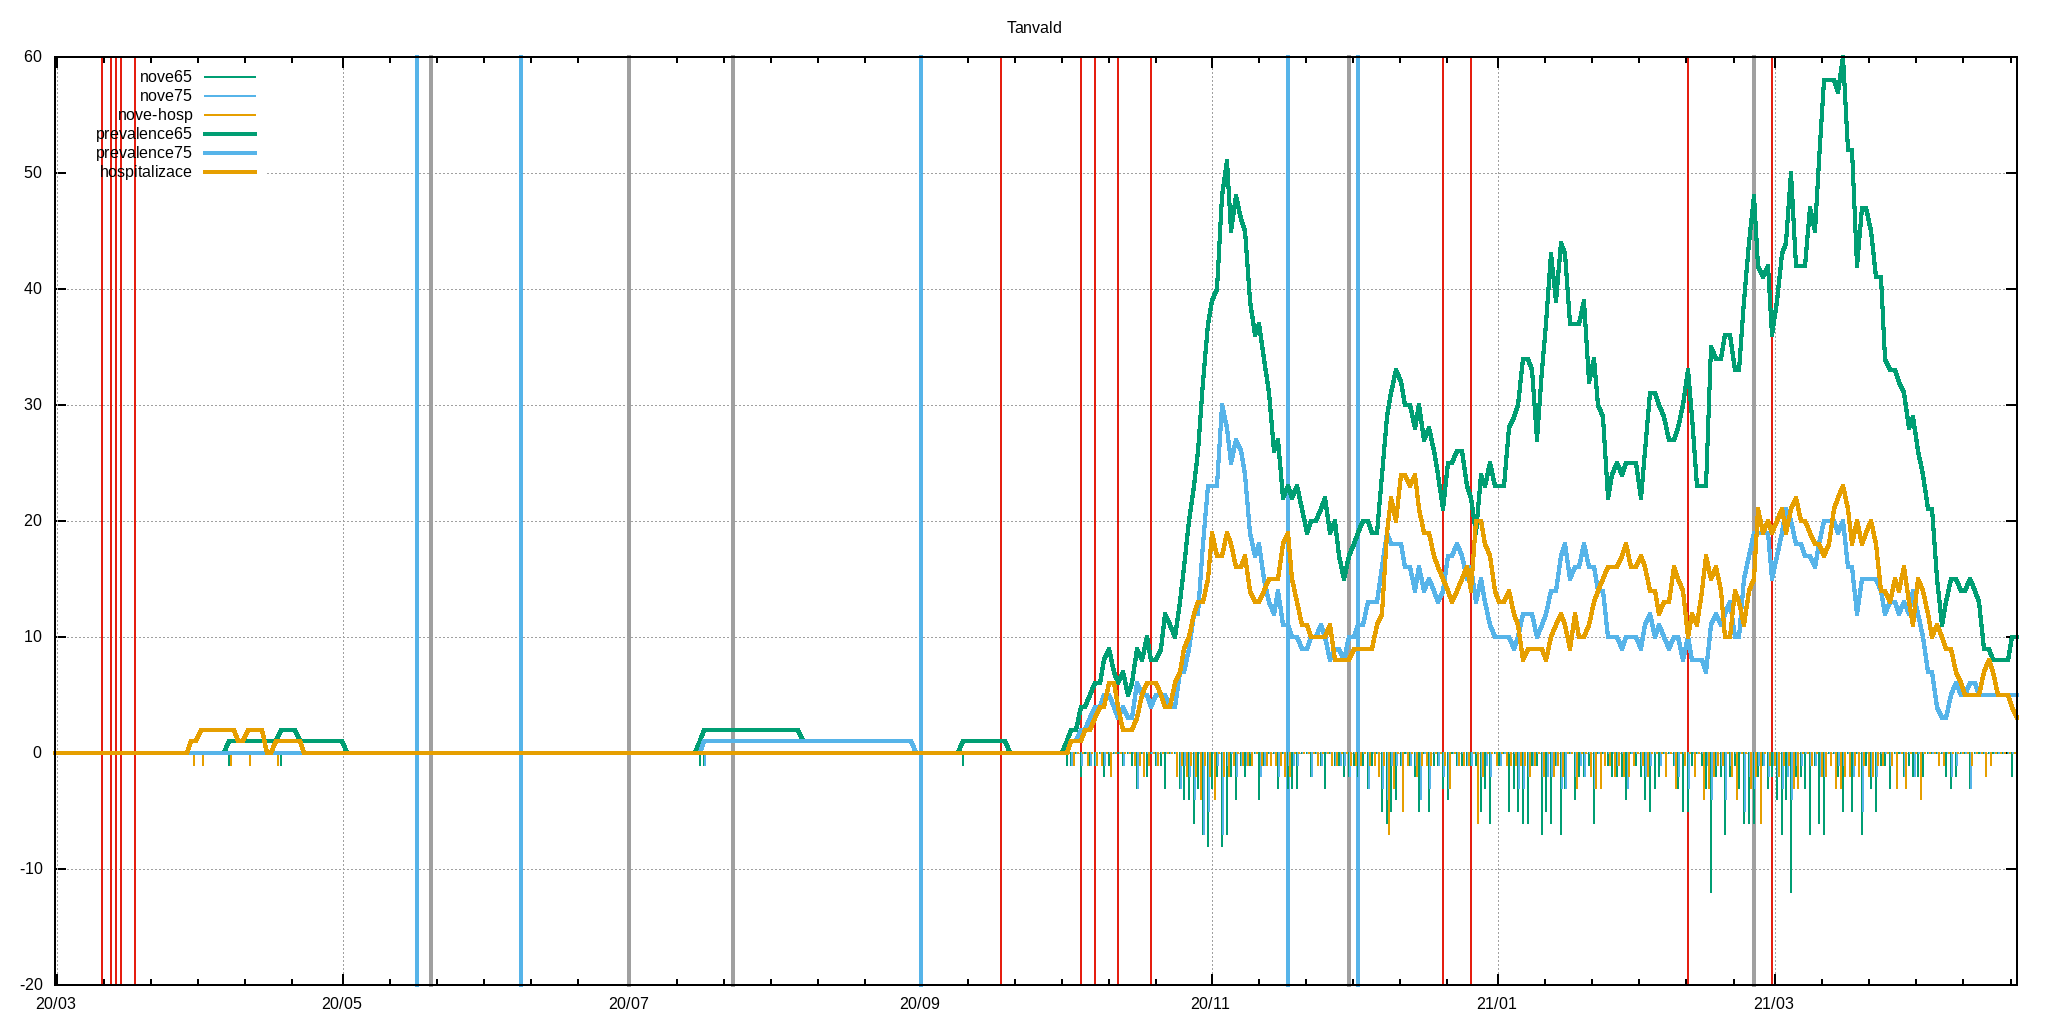 Tanvald
60
nove65
nove75
nove-hosp
prevalence65
prevalence75
hospitalizace
50
40
30
20
10
0
-10
-20
20/03 20/05 20/07 20/09 20/11 21/01 21/03